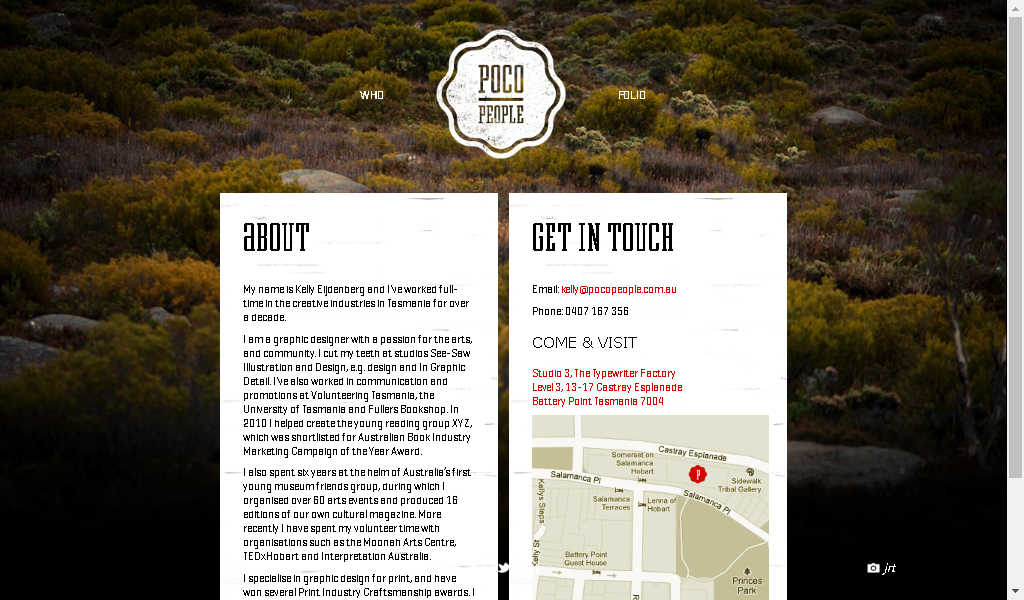 WHO
POCO
PEOPLE
FOLIO
ABOUT
My name is Kelly Eijdenberg and I've worked full-
time in the creative industries in Tasmania for over
a decade.
I am a graphic designer with a passion for the arts,
and community. I cut my teeth at studios See-Saw
Illustration and Design, e.g. design and In Graphic
Detail. I've also worked in communication and
promotions at Volunteering Tasmania, the
University of Tasmania and Fullers Bookshop. In
2010 I helped create the young reading group XYZ,
which was shortlisted for Australian Book Industry
Marketing Campaign of the Year Award.
I also spent six years at the helm of Australia's first
young museum friends group, during which I
organised over 60 arts events and produced 16
editions of our own cultural magazine. More
recently I have spent my volunteer time with
organisations such as the Moonah Arts Centre,
TEDxHobart and Interpretation Australia.
I specialise in graphic design for print, and have
won several Print Industry Craftsmanship awards. I
GET IN TOUCH
Email: kelly@pocopeople.com.au
Phone: 0407 167 356
COME & VISIT
Studio 3, The Typewriter Factory
Level 3, 13-17 Castray Esplanade
Battery Point Tasmania 7004
Castray Esplanade
Somerset on
Salamanca
Hobart
P
Sidewalk
Tribal Gallery
Salamanca Pl
Salamanca
Terraces
Lenna of
Hobart
Salamanca Pl
Kellys Steps
Kelly St
Battery Point
Guest House
Princes
Park
R
jrt